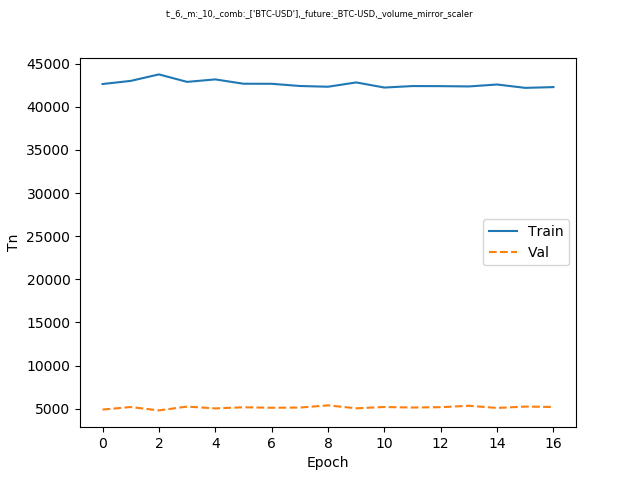 t:_6,_m:_10,_comb:_['BTC-USD'],_future:_BTC-USD,_volume_mirror_scaler
45000
40000
35000
30000
25000
20000
15000
10000
5000
Tn
Train
Val
0 2 4 6 8 10 12 14 16
Epoch